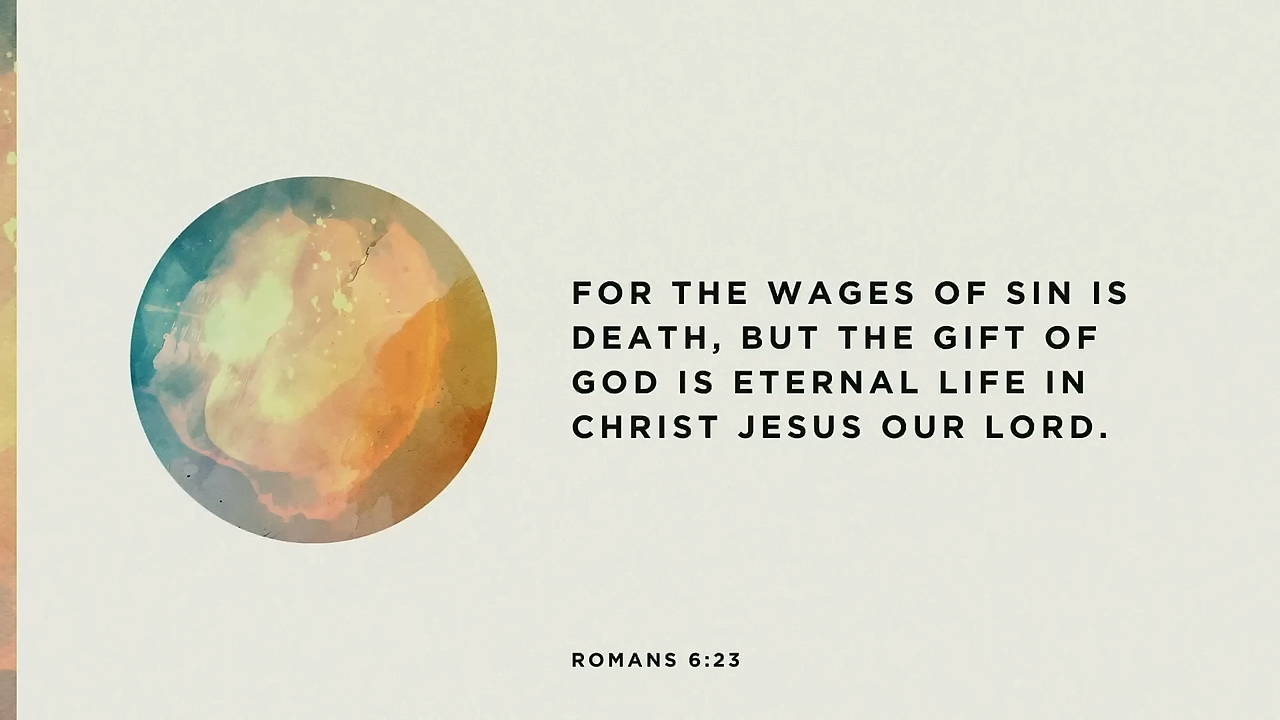 FOR THE WAGES OF SIN IS
DEATH, BUT THE GIFT OF
GOD IS ETERNAL LIFE IN
CHRIST JESUS OUR LORD.
ROMANS 6:23